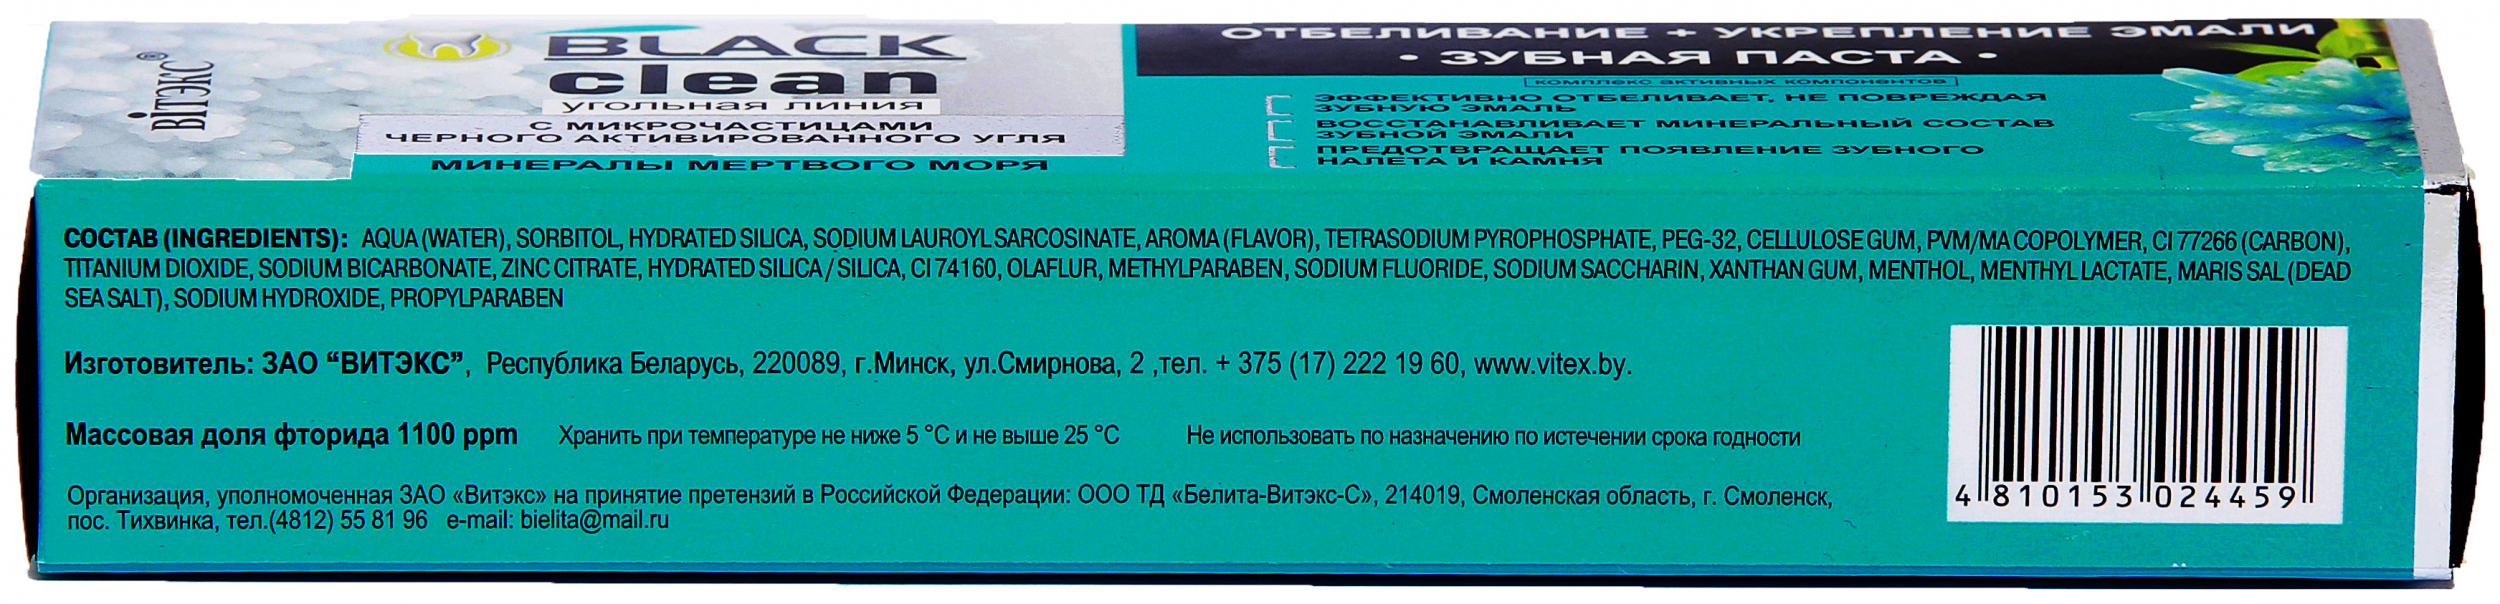 ВІТЭКС®
BLACK
clean
УГОЛЬНАЯ ЛИНИЯ
С МИКРОЧАСТИЦАМИ
ЧЕРНОГО АКТИВИРОВАННОГО УГЛЯ
МИНЕРАЛЫ МЕРТВОГО МОРЯ
ОТБЕЛИВАНИЕ + УКРЕПЛЕНИЕ ЭМАЛИ
• ЗУБНАЯ ПАСТА •
КОМПЛЕКС АКТИВНЫХ КОМПОНЕНТОВ
ЭФФЕКТИВНО ОТБЕЛИВАЕТ, НЕ ПОВРЕЖДАЯ
ЗУБНУЮ ЭМАЛЬ
ВОССТАНАВЛИВАЕТ МИНЕРАЛЬНЫЙ СОСТАВ
ЗУБНОЙ ЭМАЛИ
ПРЕДОТВРАЩАЕТ ПОЯВЛЕНИЕ ЗУБНОГО
НАЛЕТА И КАМНЯ
СОСТАВ (INGREDIENTS): AQUA (WATER), SORBITOL, HYDRATED SILICA, SODIUM LAUROYL SARCOSINATE, AROMA (FLAVOR), TETRASODIUM PYROPHOSPHATE, PEG-32, CELLULOSE GUM, PVM/MA COPOLYMER, CI 77266 (CARBON),
TITANIUM DIOXIDE, SODIUM BICARBONATE, ZINC CITRATE, HYDRATED SILICA / SILICA, CI 74160, OLAFLUR, METHYLPARABEN, SODIUM FLUORIDE, SODIUM SACCHARIN, XANTHAN GUM, MENTHOL, MENTHYL LACTATE, MARIS SAL (DEAD
SEA SALT), SODIUM HYDROXIDE, PROPYLPARABEN
Изготовитель: ЗАО “ВИТЭКС”, Республика Беларусь, 220089, г.Минск, ул.Смирнова, 2 ,тел. + 375 (17) 222 19 60, www.vitex.by.
Массовая доля фторида 1100 ppm Хранить при температуре не ниже 5 °C и не выше 25 °C Не использовать по назначению по истечении срока годности
Организация, уполномоченная ЗАО «Витэкс» на принятие претензий в Российской Федерации: ООО ТД «Белита-Витэкс-С», 214019, Смоленская область, г. Смоленск,
пос. Тихвинка, тел.(4812) 55 81 96 e-mail: bielita@mail.ru
4 810153 024459